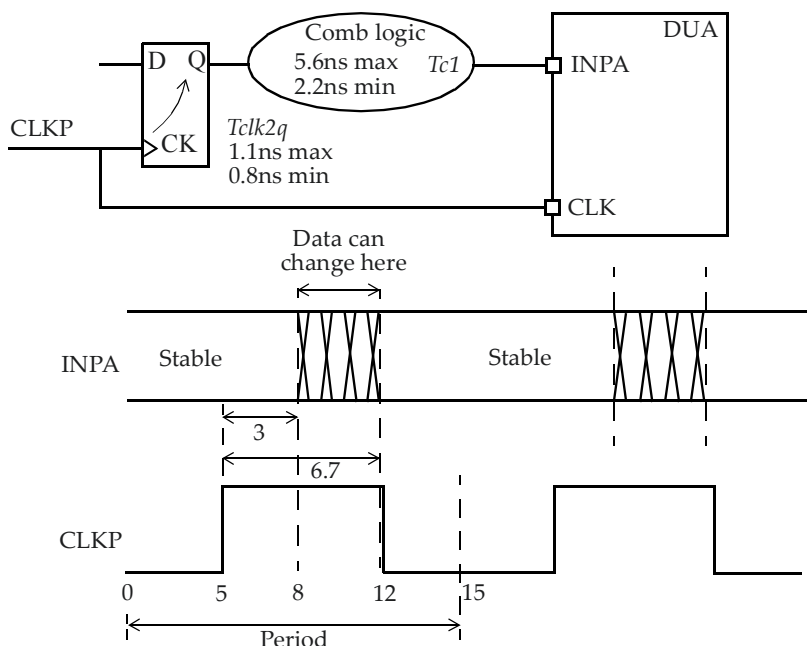 Comb logic
5.6ns max
2.2ns min
Tc1
DUA
D Q
INPA
CLKP
CK
Tclk2q
1.1ns max
0.8ns min
CLK
Data can
change here
INPA
Stable
Stable
3
6.7
CLKP
0 5 8 12 15
Period